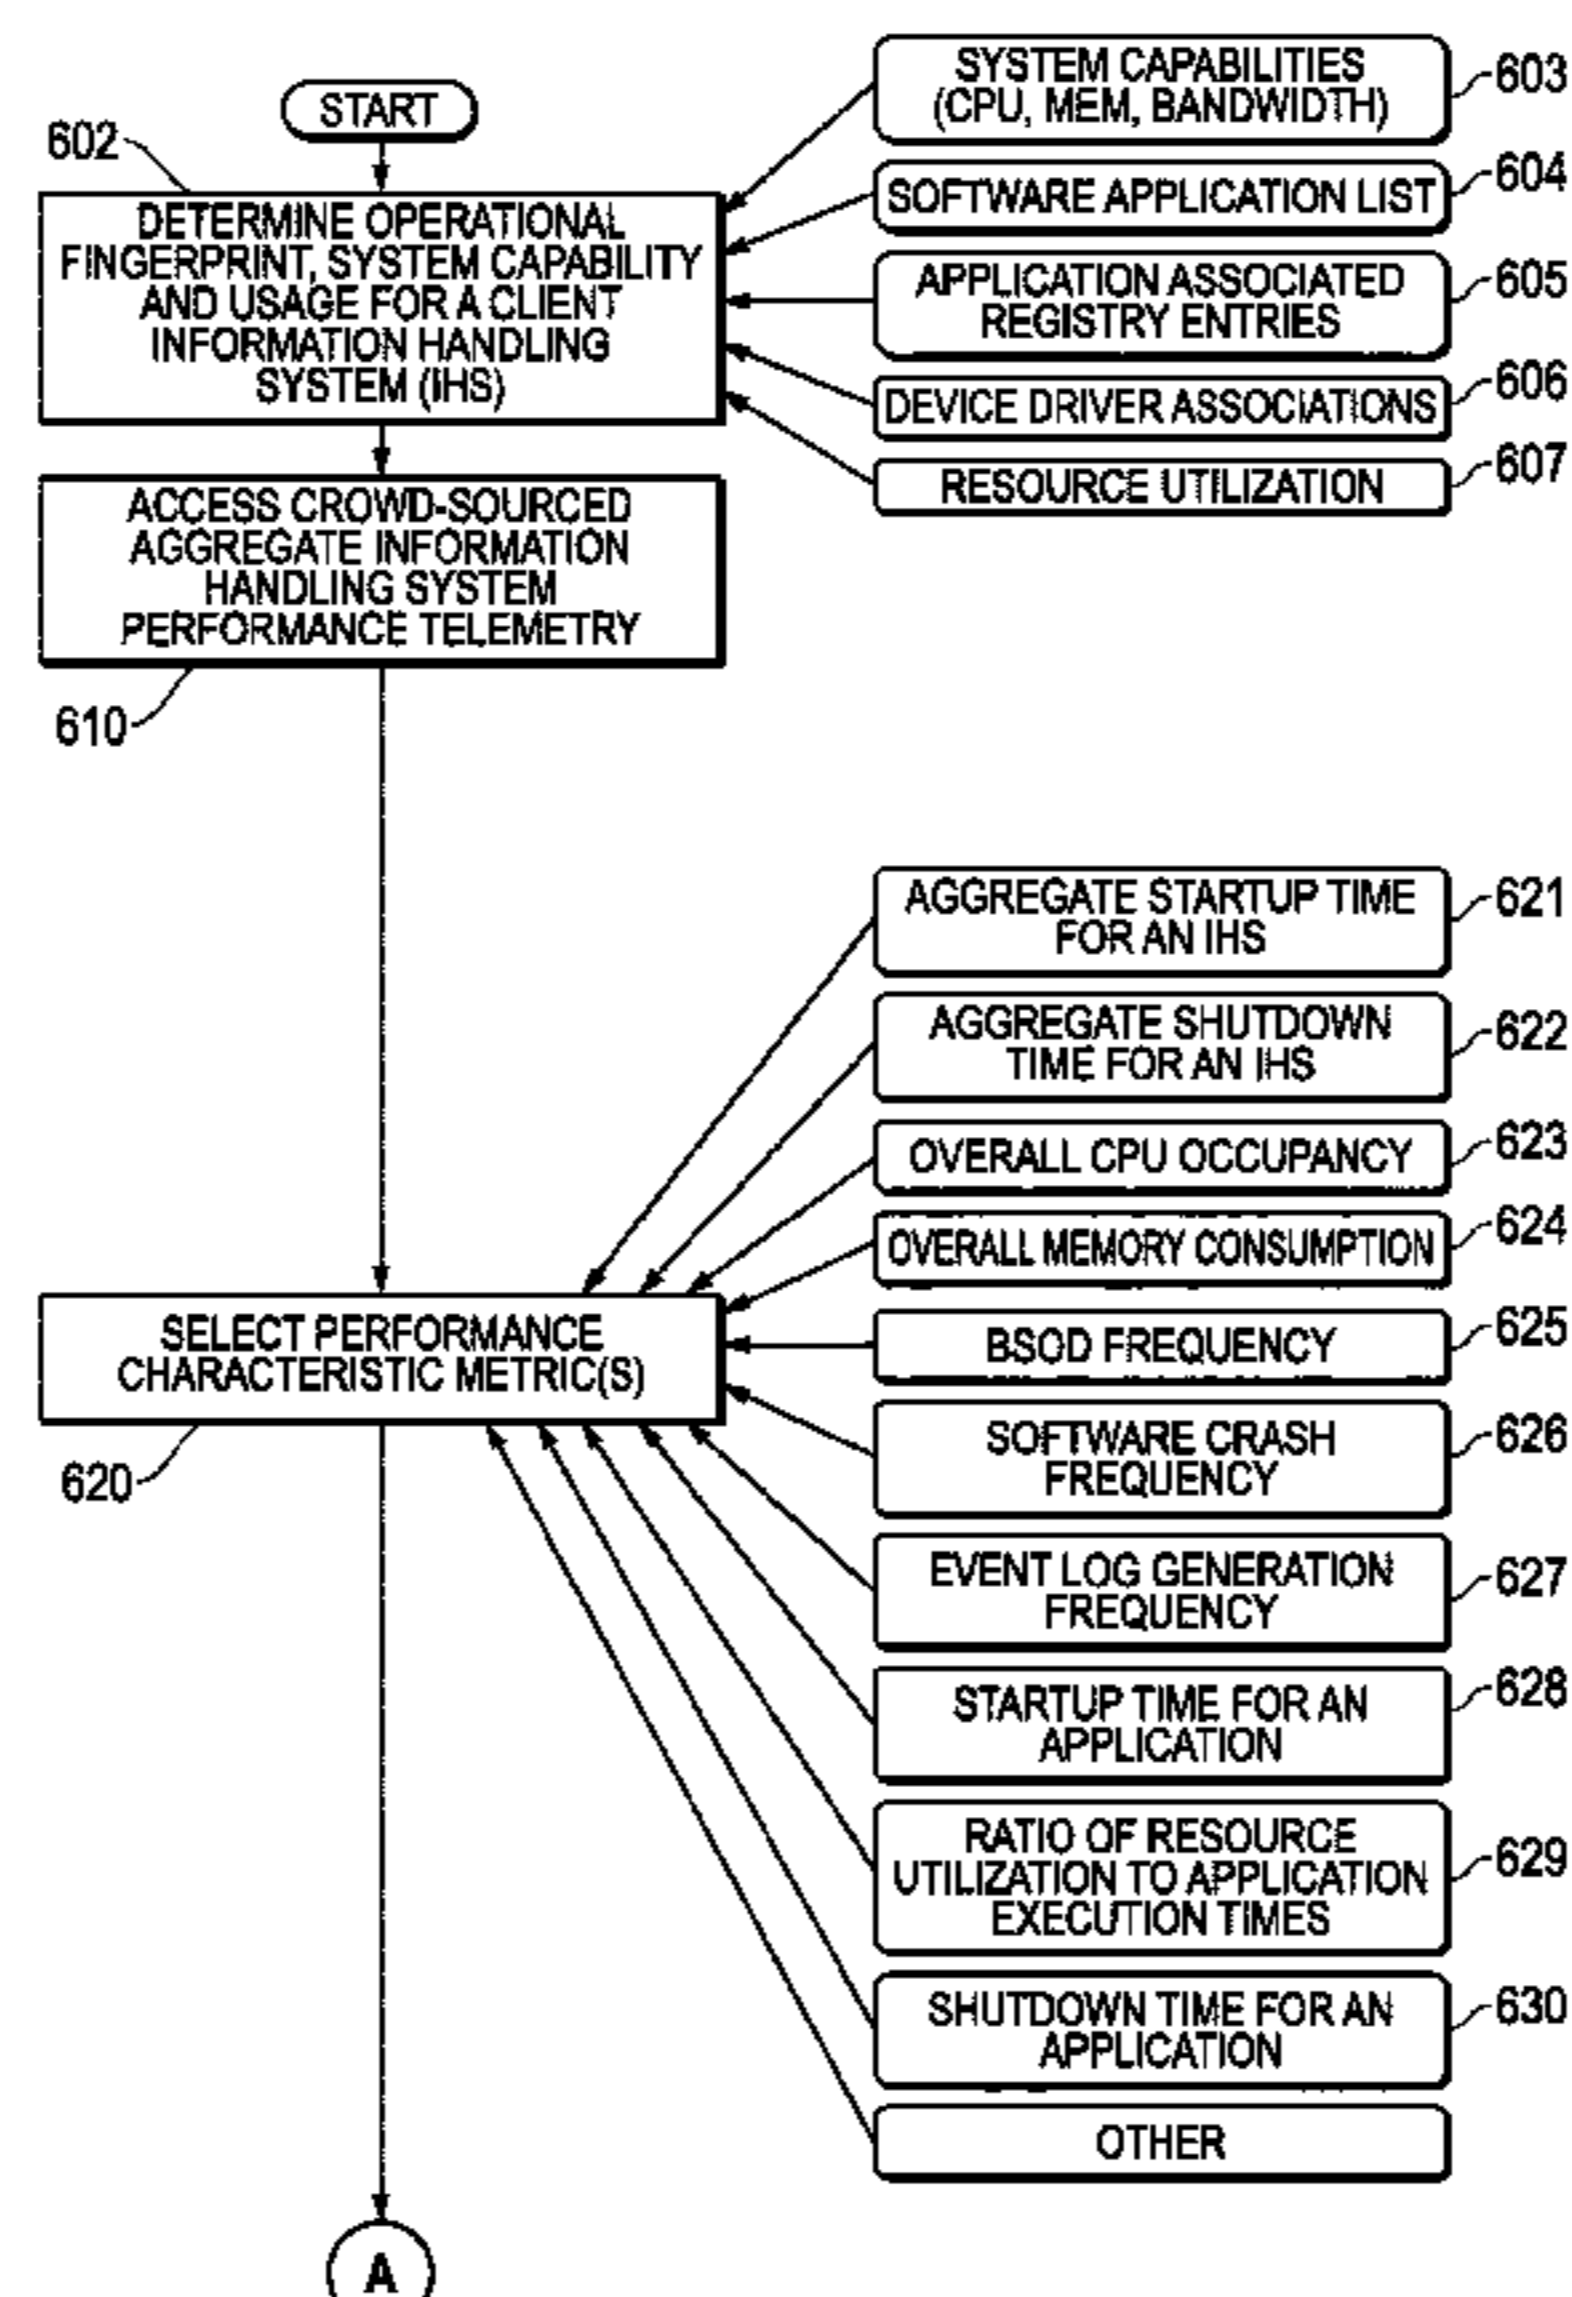 START
602
DETERMINE OPERATIONAL
FINGERPRINT, SYSTEM CAPABILITY
AND USAGE FOR A CLIENT
INFORMATION HANDLING
SYSTEM (IHS)
SYSTEM CAPABILITIES
(CPU, MEM, BANDWIDTH)
603
SOFTWARE APPLICATION LIST
604
APPLICATION ASSOCIATED
REGISTRY ENTRIES
605
DEVICE DRIVER ASSOCIATIONS
606
RESOURCE UTILIZATION
607
ACCESS CROWD-SOURCED
AGGREGATE INFORMATION
HANDLING SYSTEM
PERFORMANCE TELEMETRY
610
AGGREGATE STARTUP TIME
FOR AN IHS
621
AGGREGATE SHUTDOWN
TIME FOR AN IHS
622
OVERALL CPU OCCUPANCY
623
OVERALL MEMORY CONSUMPTION
624
SELECT PERFORMANCE
CHARACTERISTIC METRIC(S)
620
BSOD FREQUENCY
625
SOFTWARE CRASH
FREQUENCY
626
EVENT LOG GENERATION
FREQUENCY
627
STARTUP TIME FOR AN
APPLICATION
628
RATIO OF RESOURCE
UTILIZATION TO APPLICATION
EXECUTION TIMES
629
SHUTDOWN TIME FOR AN
APPLICATION
630
OTHER
A